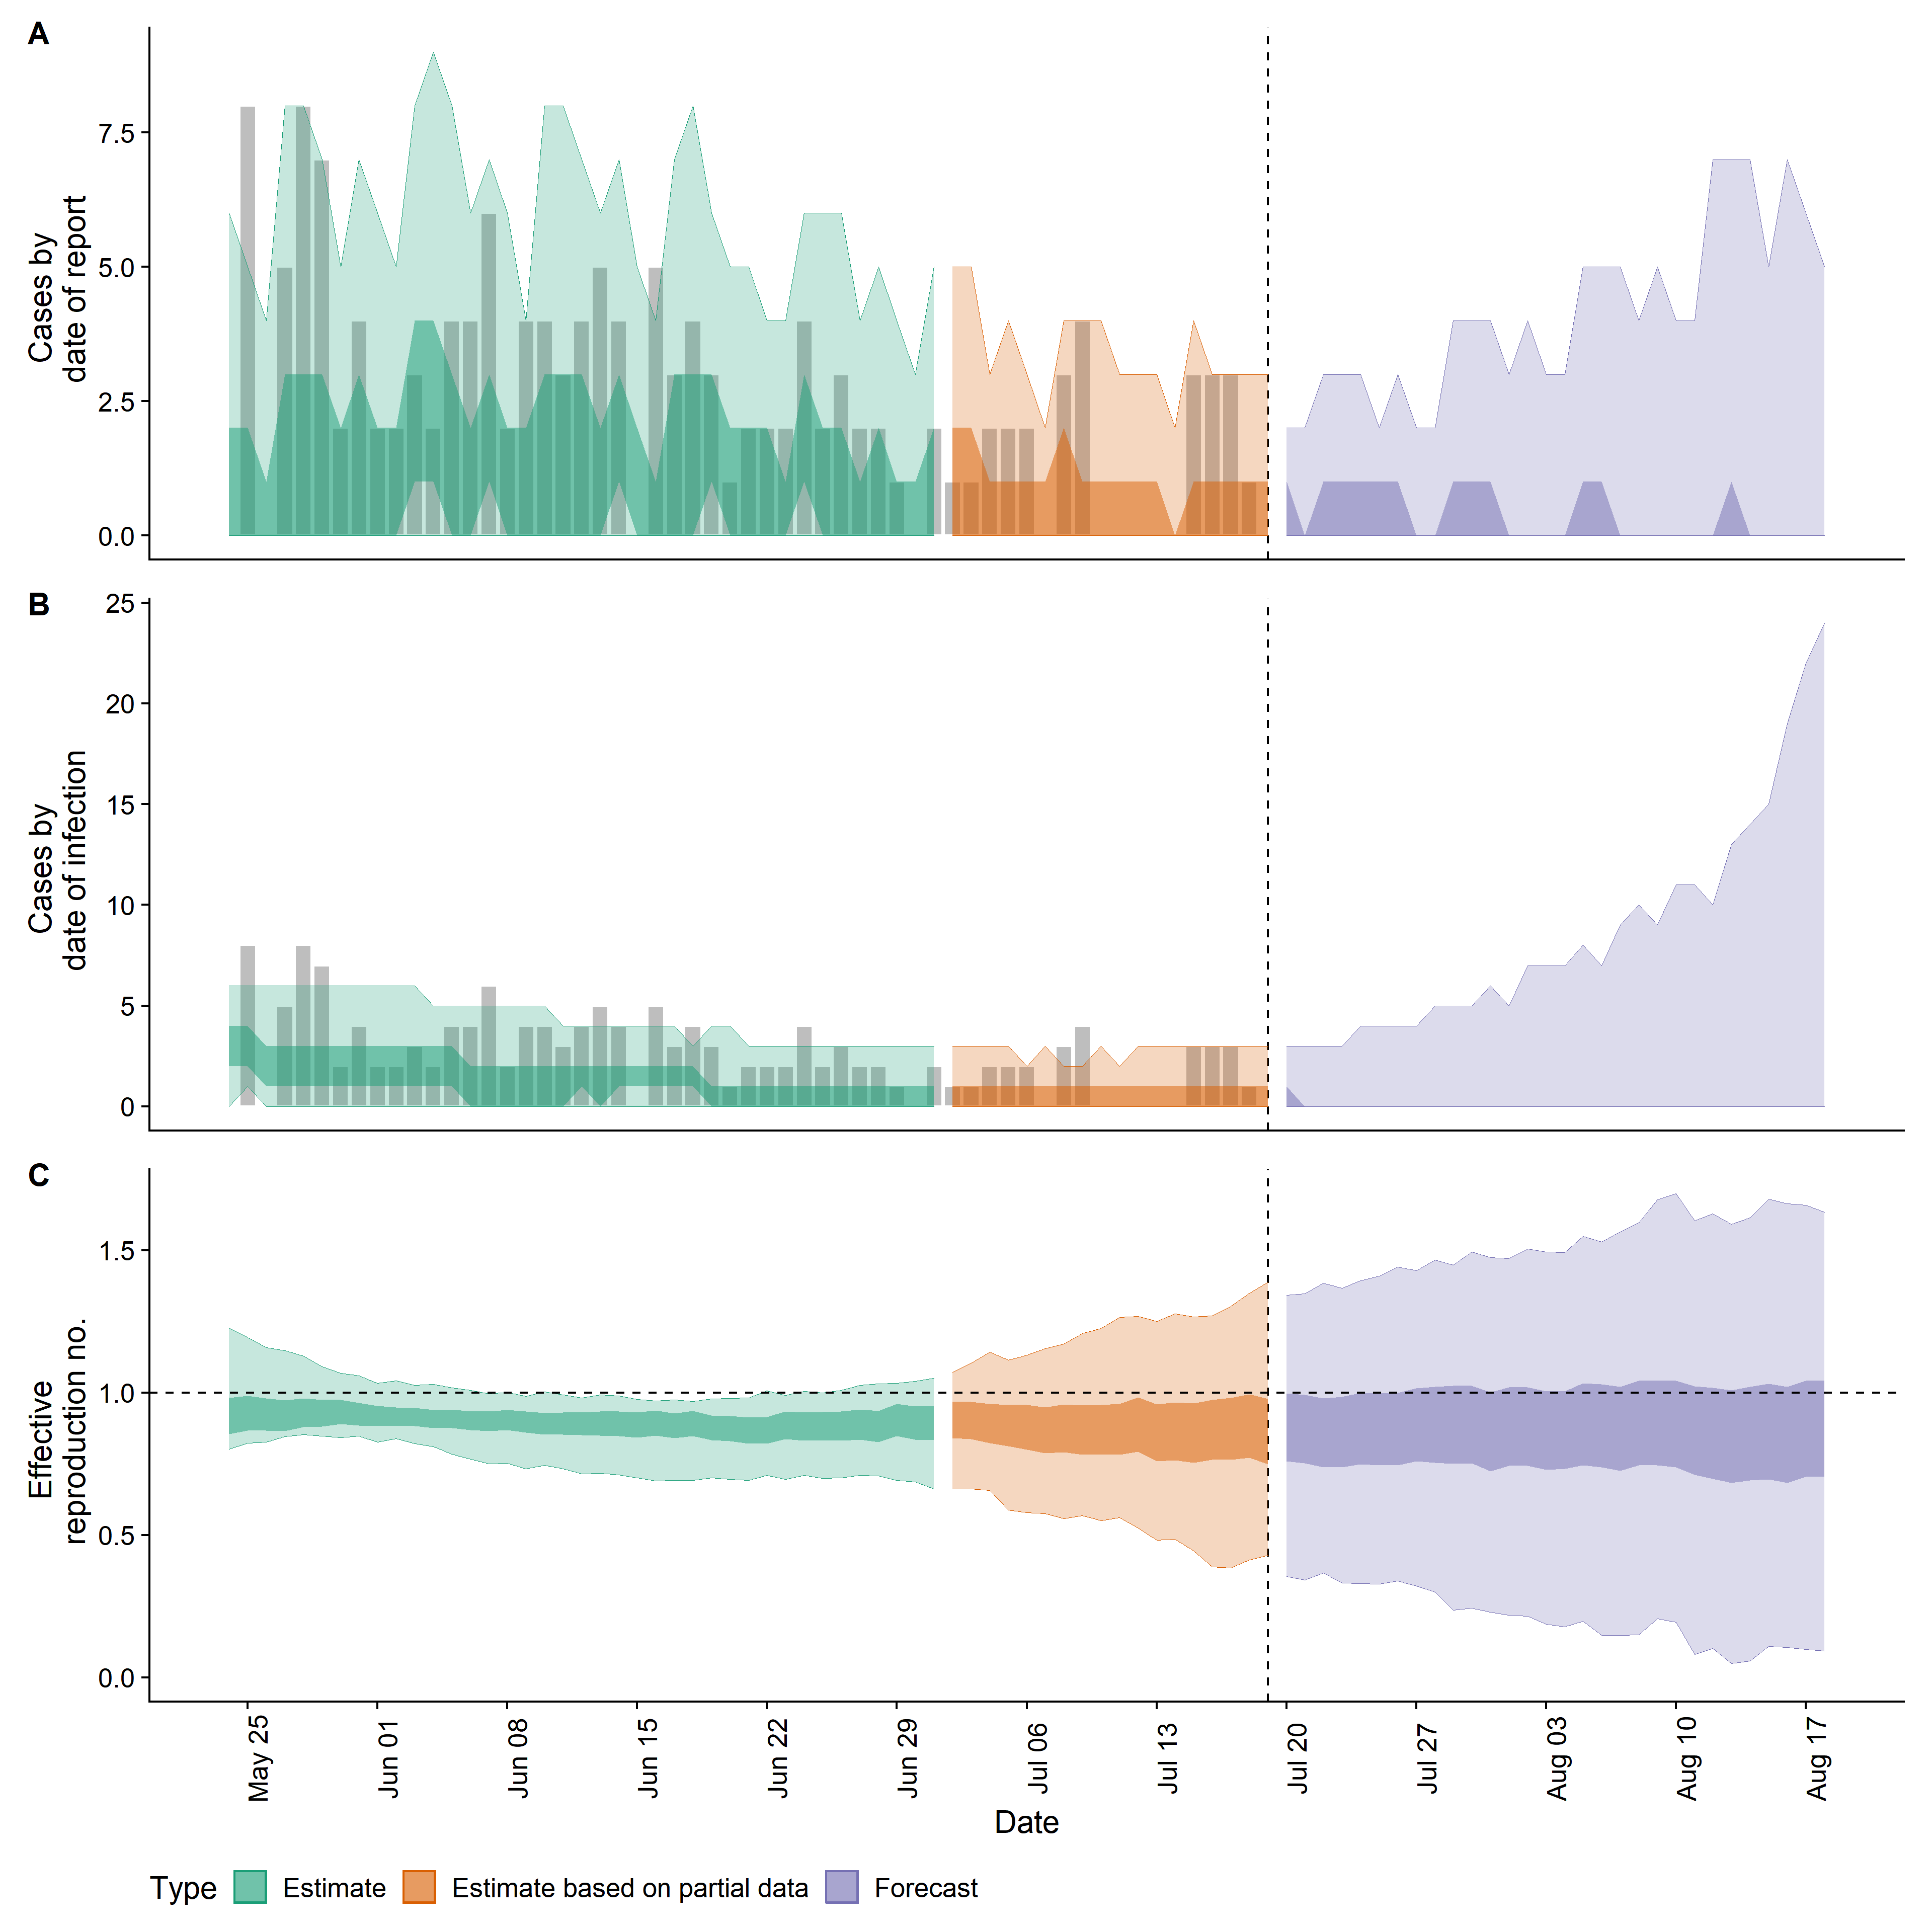 A
Cases by
date of report
7.5
5.0
2.5
0.0
B
Cases by
date of infection
25
20
15
10
5
0
C
Effective
reproduction no.
1.5
1.0
0.5
0.0
May 25
Jun 01
Jun 08
Jun 15
Jun 22
Jun 29
Jul 06
Jul 13
Jul 20
Jul 27
Aug 03
Aug 10
Aug 17
Date
Type Estimate Estimate based on partial data Forecast